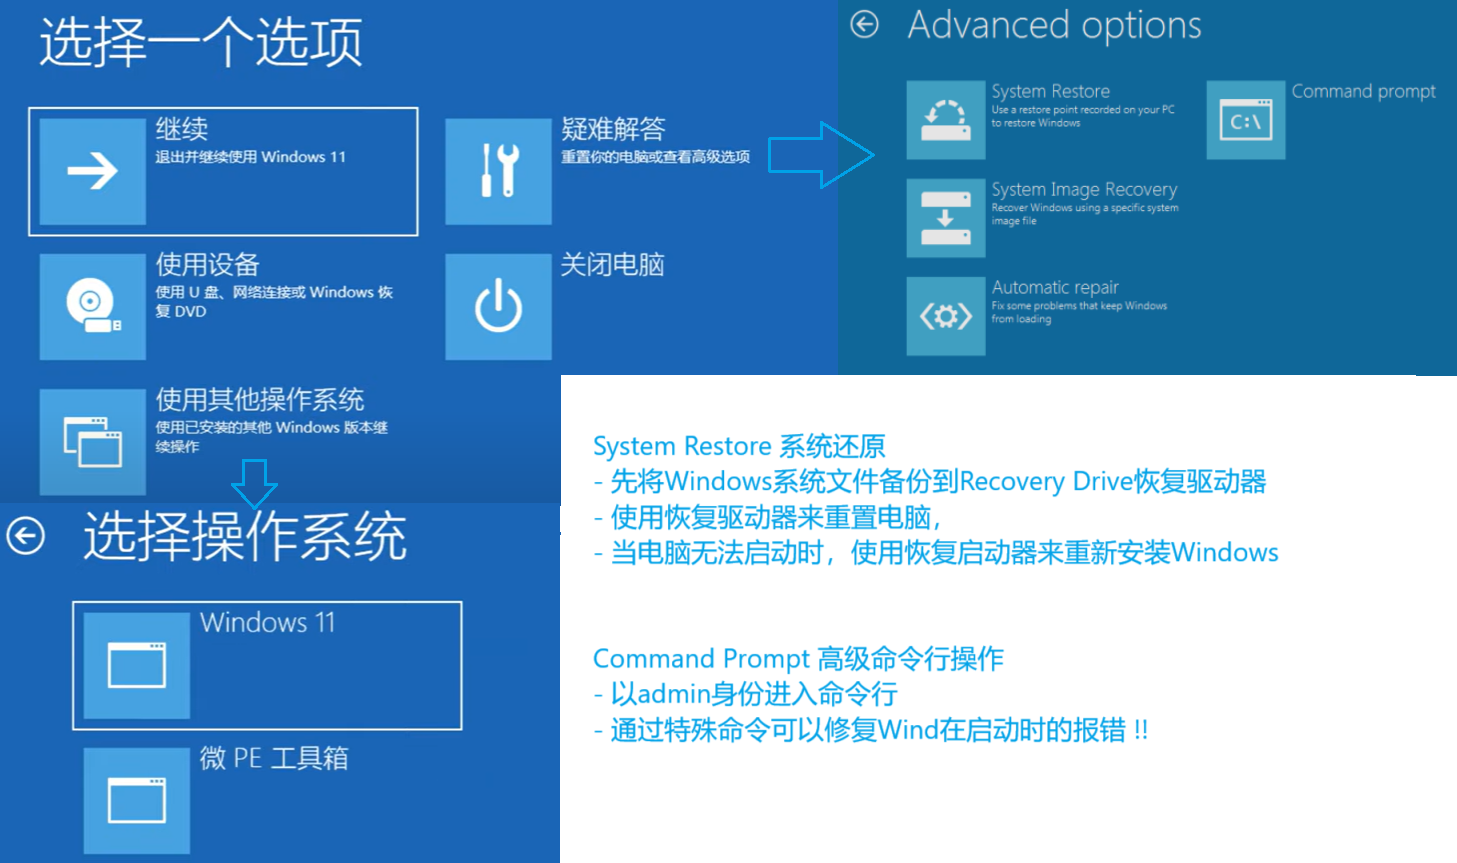 选择一个选项
继续
退出并继续使用 Windows 11
疑难解答
重置你的电脑或查看高级选项
使用设备
使用 U 盘、网络连接或 Windows 恢
复 DVD
关闭电脑
使用其他操作系统
使用已安装的其他 Windows 版本继
续操作
Advanced options
System Restore
Use a restore point recorded on your PC
to restore Windows
Command prompt
C:\
System Image Recovery
Recover Windows using a specific system
image file
Automatic repair
Fix some problems that keep Windows
from loading
选择操作系统
Windows 11
微 PE 工具箱
System Restore 系统还原
- 先将Windows系统文件备份到Recovery Drive恢复驱动器
- 使用恢复驱动器来重置电脑，
- 当电脑无法启动时，使用恢复启动器来重新安装Windows
Command Prompt 高级命令行操作
- 以admin身份进入命令行
- 通过特殊命令可以修复Wind在启动时的报错 !!